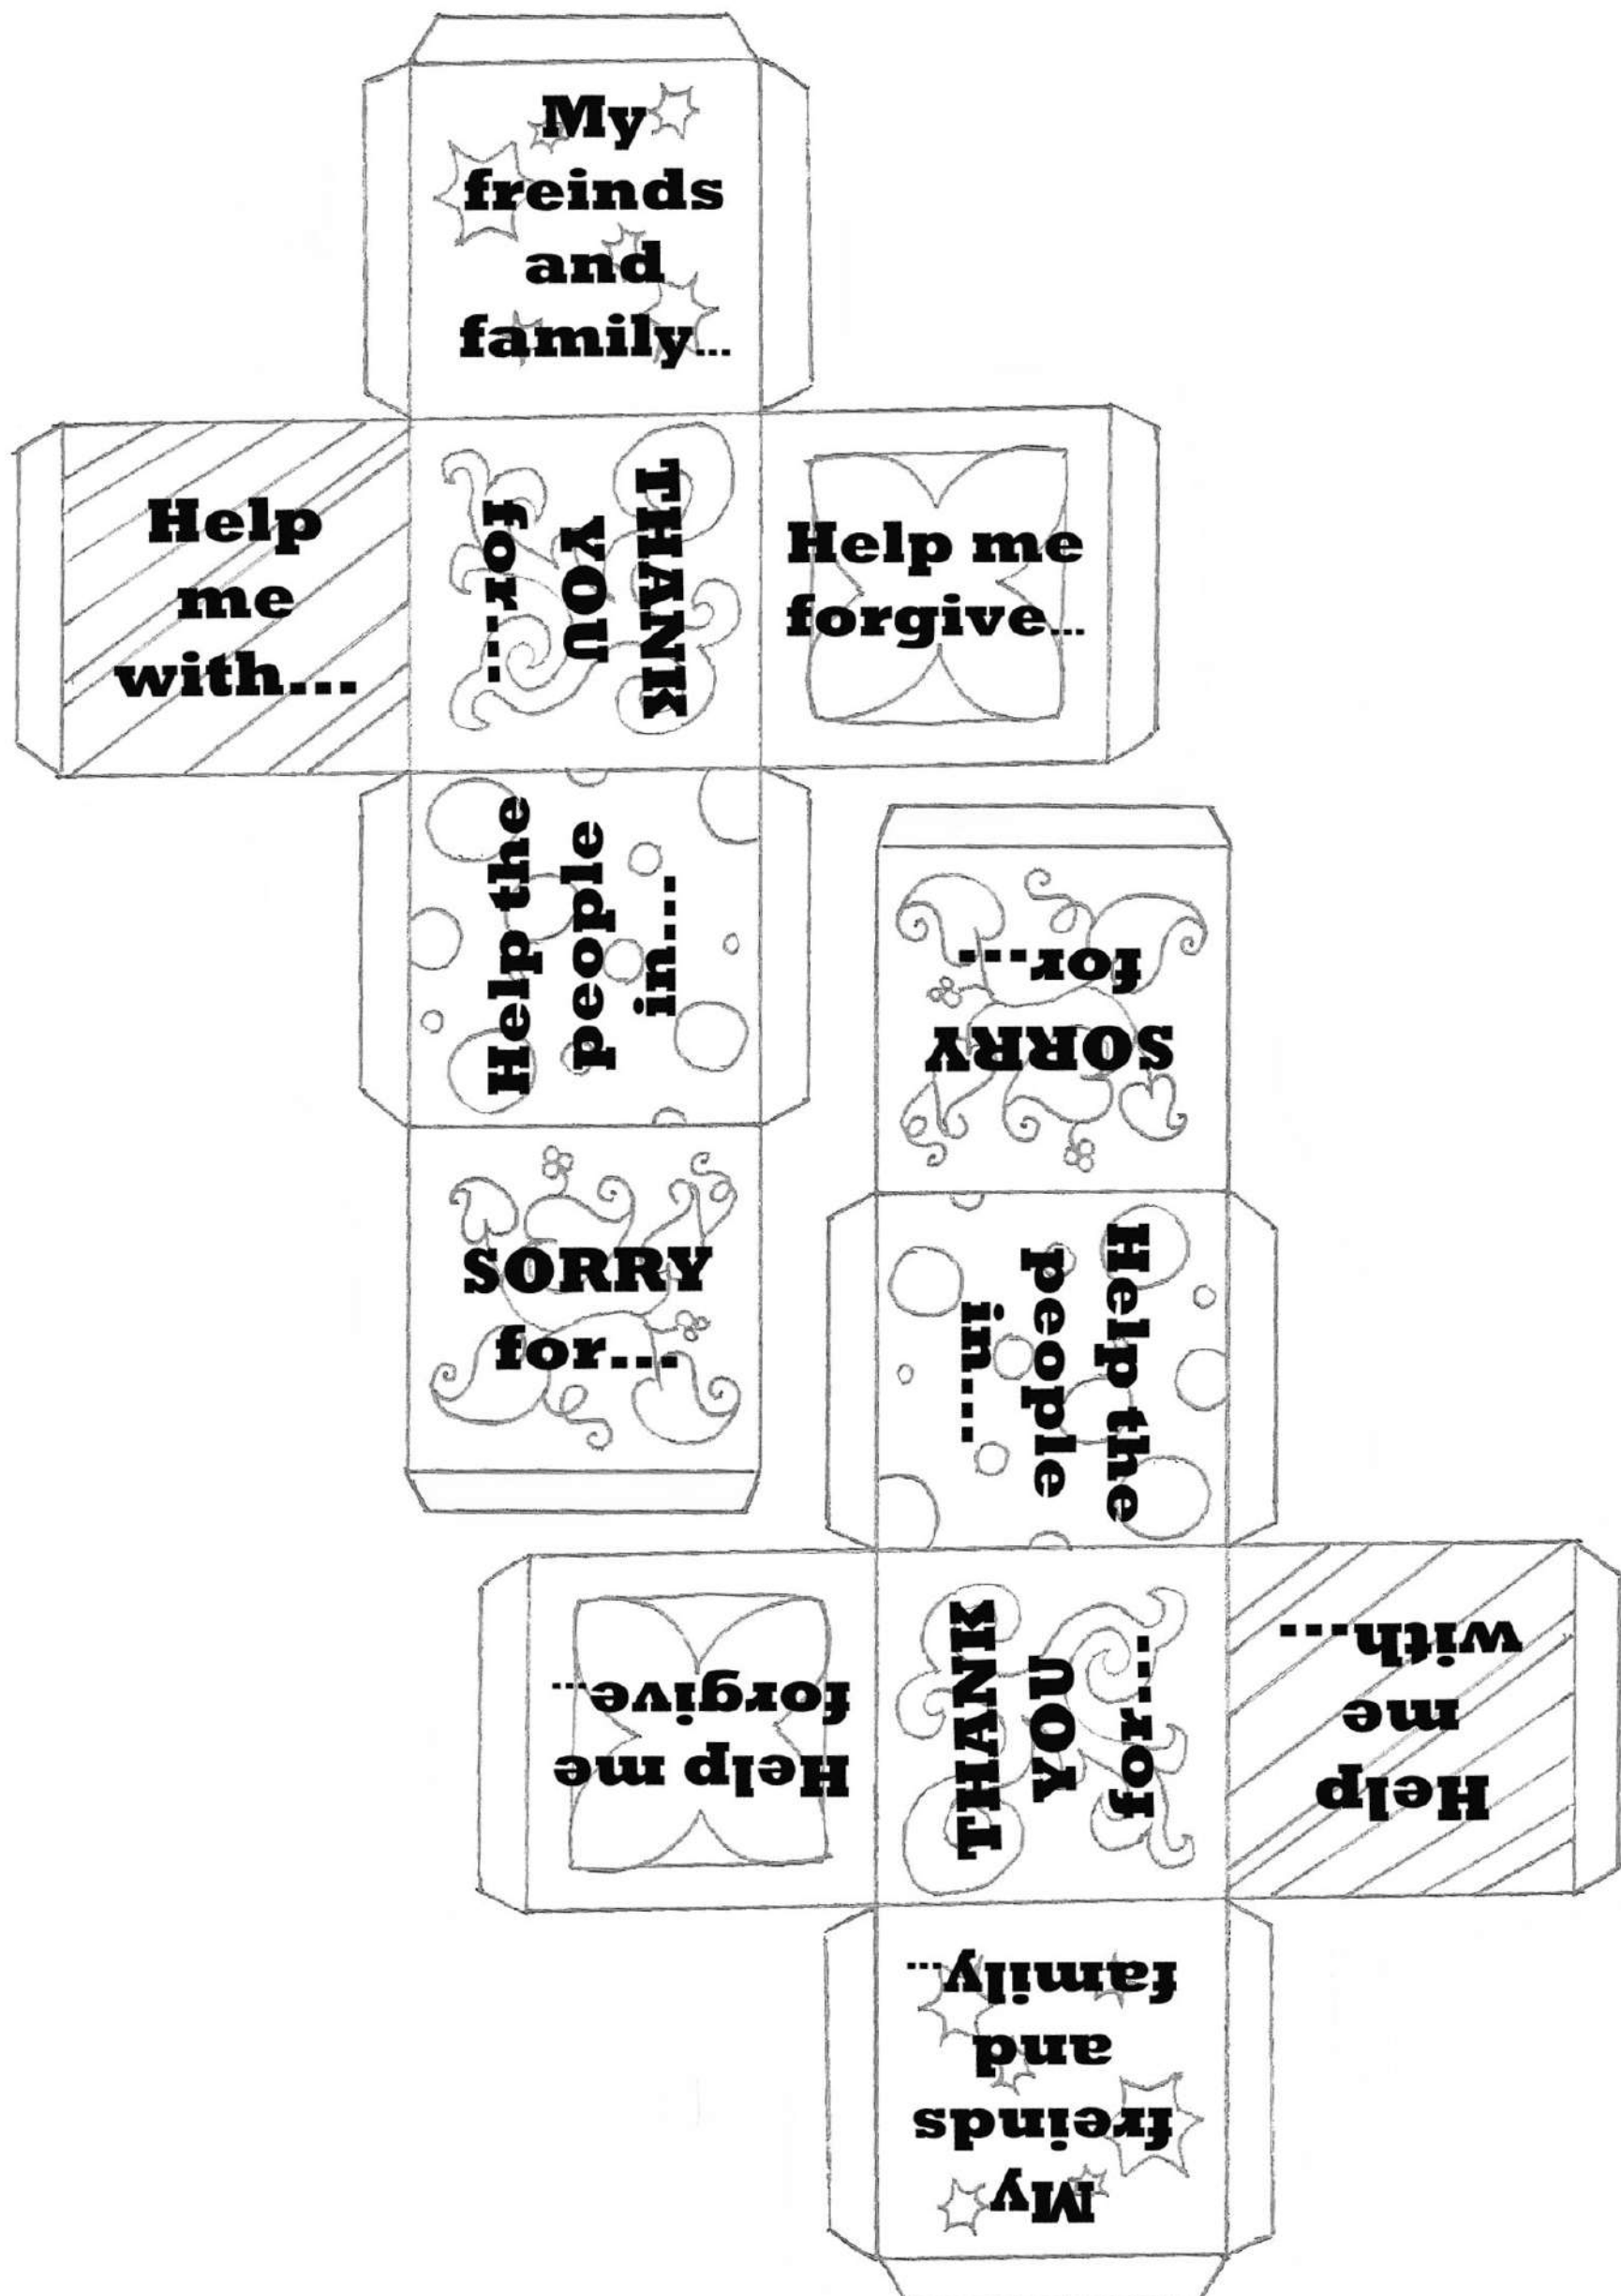 My
freinds
and
family...
Help
me
with...
THANK
YOU
for...
Help me
forgive...
Help the
people
in...
SORRY
for...
SORRY
for...
Help the
people
in...
Help me
forgive...
THANK
YOU
for...
Help
me
with...
My
freinds
and
family...